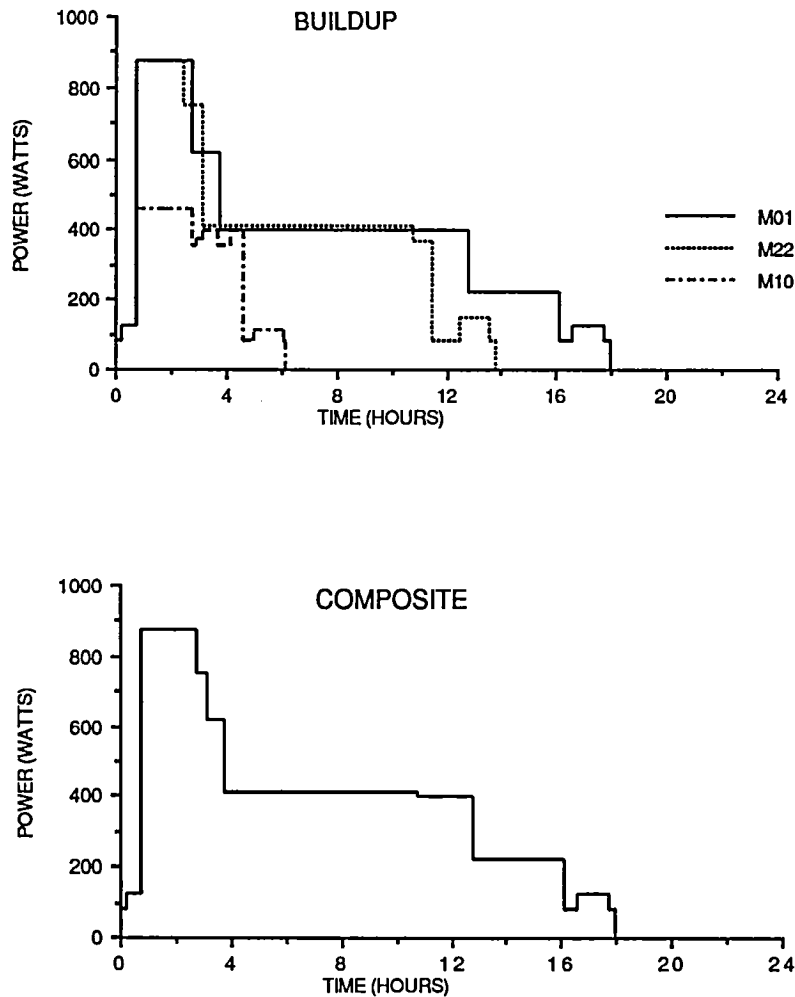 BUILDUP
1000
800
600
400
200
0
POWER (WATTS)
0 4 8 12 16 20 24
TIME (HOURS)
M01
M22
M10
COMPOSITE
1000
800
600
400
200
0
POWER (WATTS)
0 4 8 12 16 20 24
TIME (HOURS)